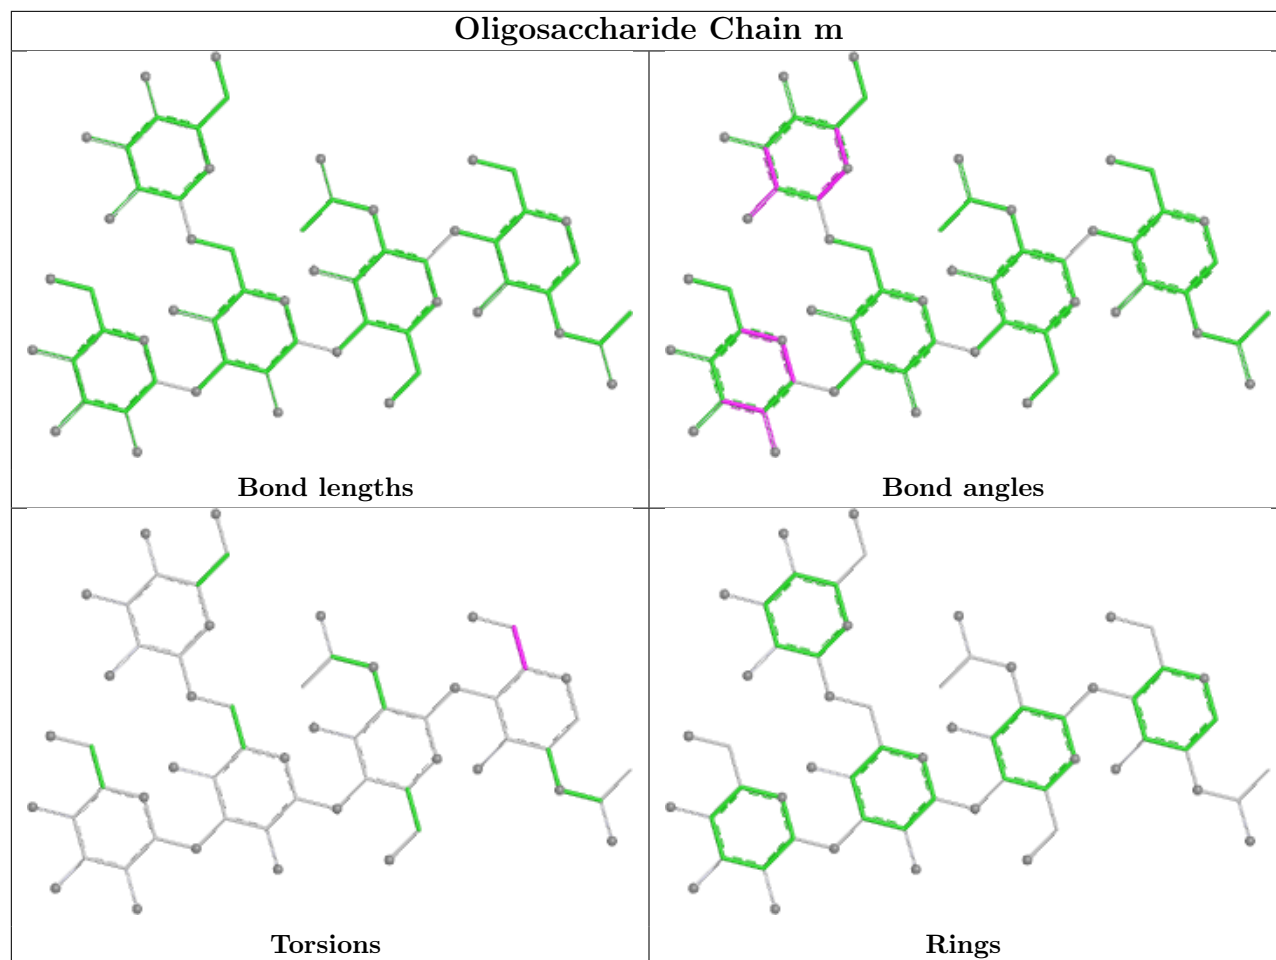 Oligosaccharide Chain m
Bond lengths
Bond angles
Torsions
Rings